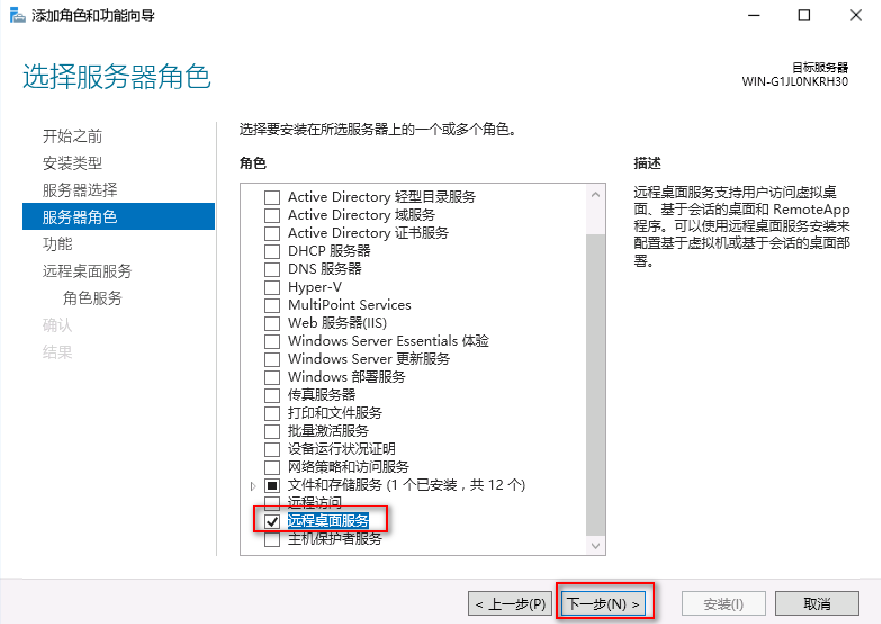 添加角色和功能向导
选择服务器角色
目标服务器
WIN-G1JL0NKRH30
开始之前
安装类型
服务器选择
服务器角色
功能
远程桌面服务
角色服务
确认
结果
选择要安装在所选服务器上的一个或多个角色。
角色
Active Directory 轻型目录服务
Active Directory 域服务
Active Directory 证书服务
DHCP 服务器
DNS 服务器
Hyper-V
MultiPoint Services
Web 服务器(IIS)
Windows Server Essentials 体验
Windows Server 更新服务
Windows 部署服务
传真服务器
打印和文件服务
批量激活服务
设备运行状况证明
网络策略和访问服务
文件和存储服务 (1 个已安装，共 12 个)
远程访问
远程桌面服务
主机保护者服务
描述
远程桌面服务支持用户访问虚拟桌
面、基于会话的桌面和 RemoteApp
程序。可以使用远程桌面服务安装来
配置基于虚拟机或基于会话的桌面部
署。
< 上一步(P)
下一步(N) >
安装(I)
取消